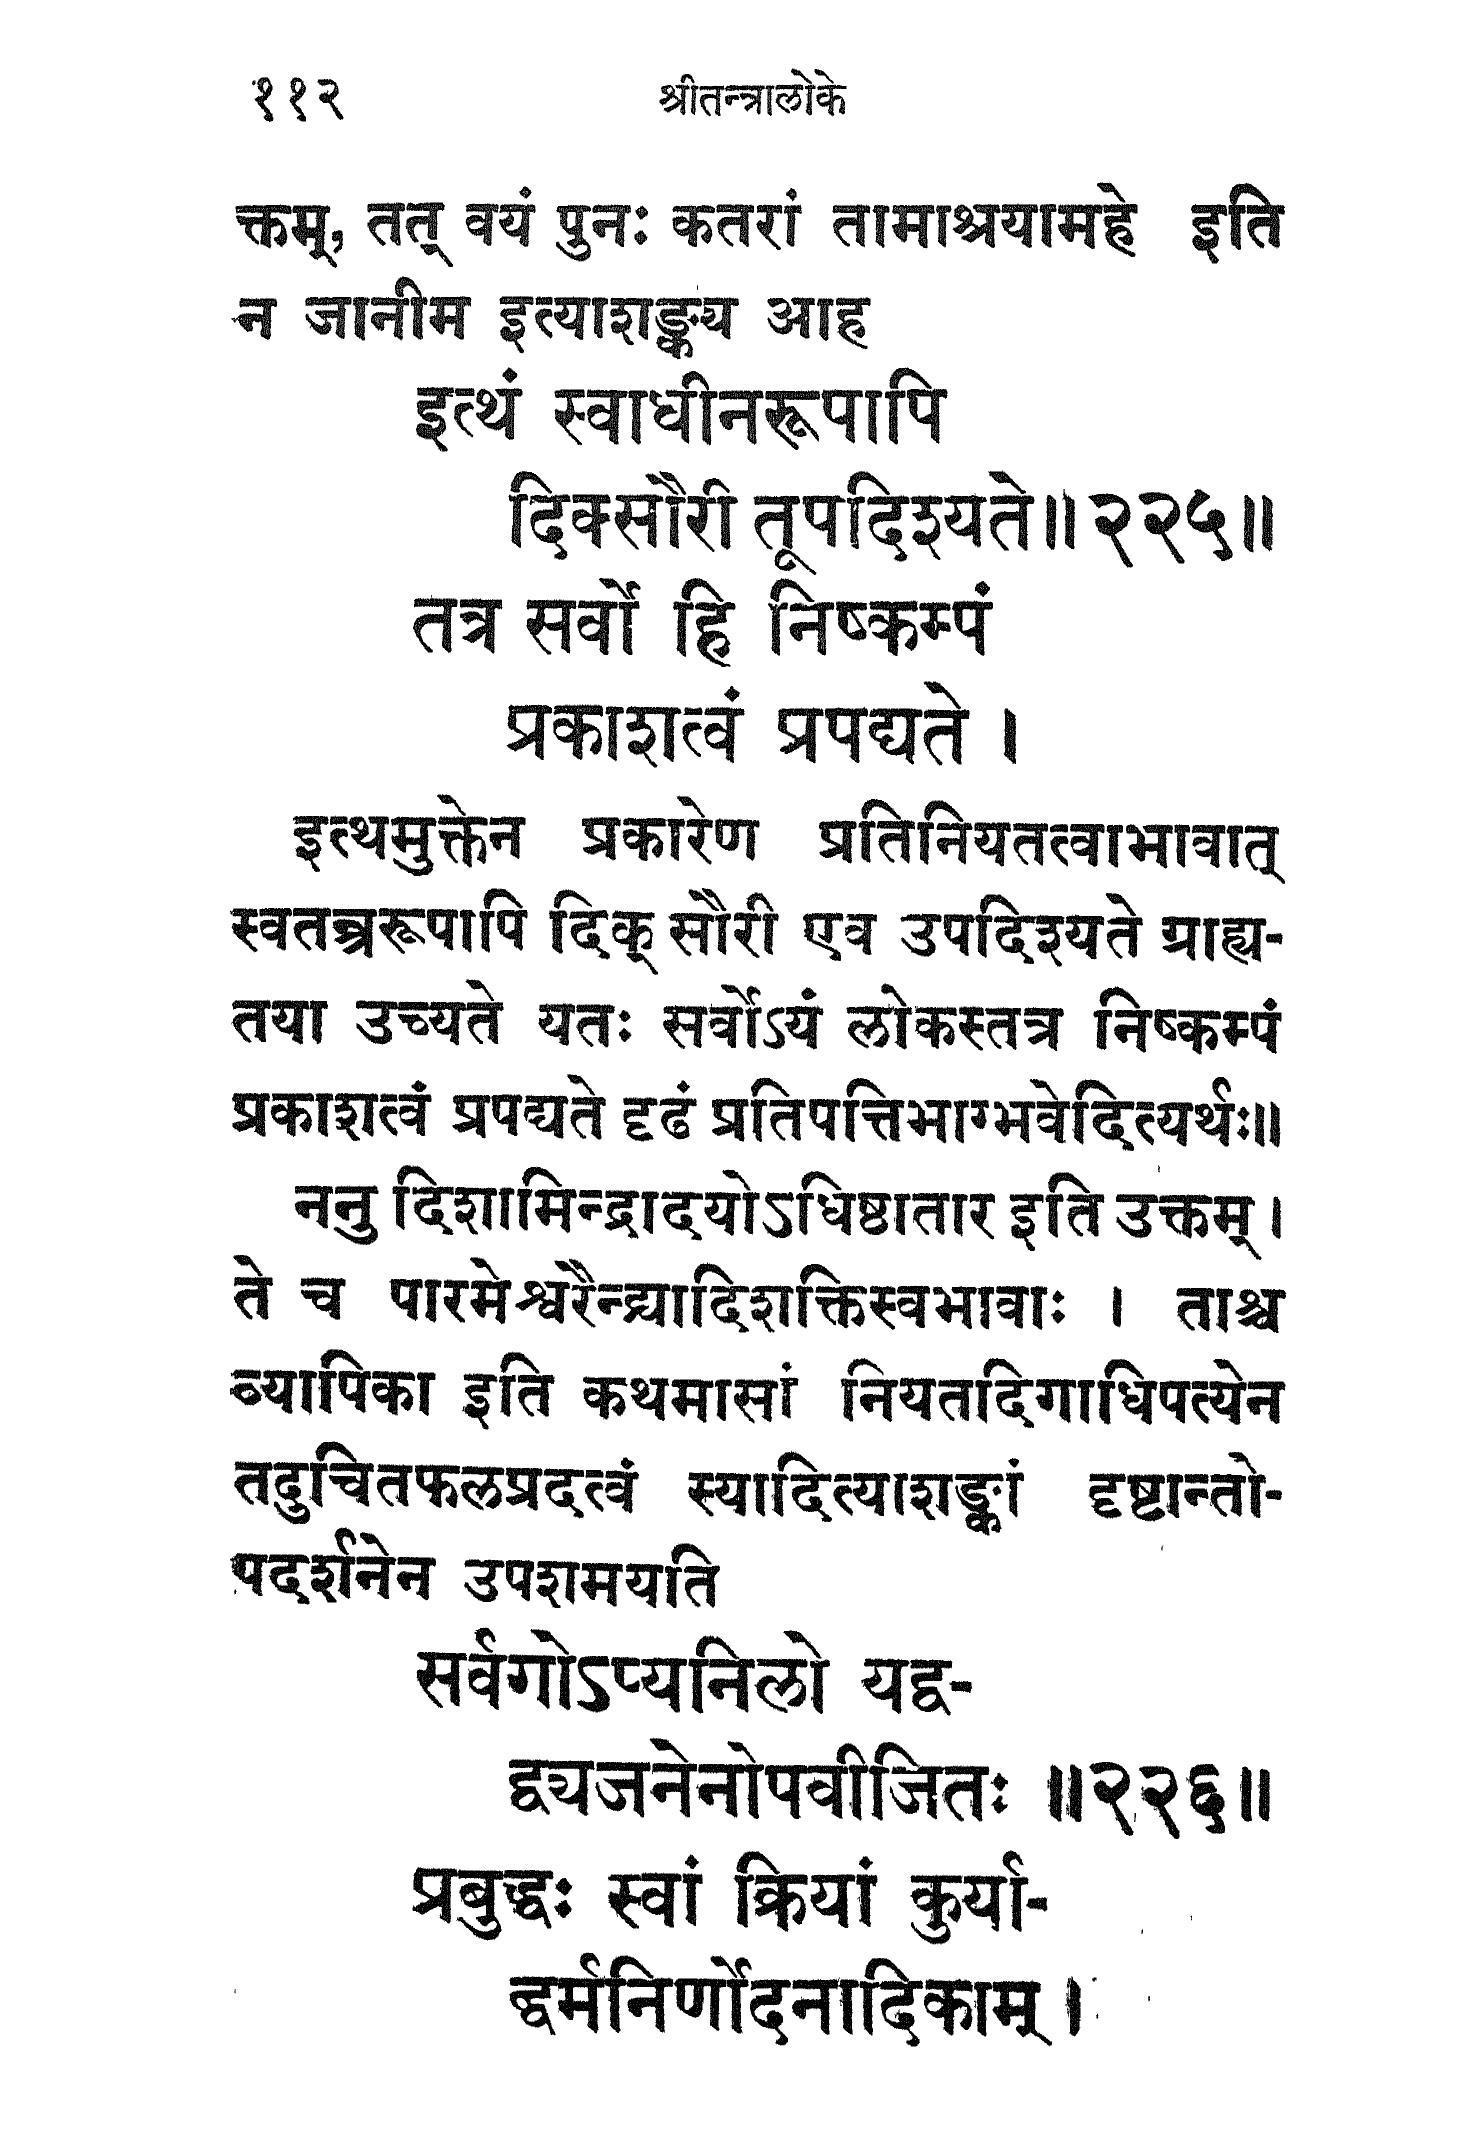 ११२ श्रीतन्त्रालोके
क्तम्, तत् वयं पुनः कतरां तामाश्रयामहे इति
न जानीम इत्याशङ्क्य आह
इत्थं स्वाधीनरूपापि
दिक्सौरी तूपदिश्यते॥ २२५॥
तत्र सर्वो हि निष्कम्पं
प्रकाशत्वं प्रपद्यते ।
इत्थमुक्तेन प्रकारेण प्रतिनियतत्वाभावात्
स्वतन्त्ररूपापि दिक् सौरी एव उपदिश्यते ग्राह्य-
तया उच्यते यतः सर्वोऽयं लोकस्तत्र निष्कम्पं
प्रकाशत्वं प्रपद्यते दृढं प्रतिपत्तिभाग्भवेदित्यर्थः॥
ननु दिशामिन्द्रादयोऽधिष्ठातार इति उक्तम् ।
ते च पारमेश्वरैन्द्र्यादिशक्तिस्वभावाः । ताश्च
व्यापिका इति कथमासां नियतदिगाधिपत्येन
तदुचितफलप्रदत्वं स्यादित्याशङ्कां दृष्टान्तो-
पदर्शनेन उपशमयति
सर्वगोऽप्यनिलो यद्व-
द्व्यजनेनोपवीजितः ॥२२६॥
प्रबुद्धः स्वां क्रियां कुर्या-
द्धर्मनिर्णोदनादिकाम् ।